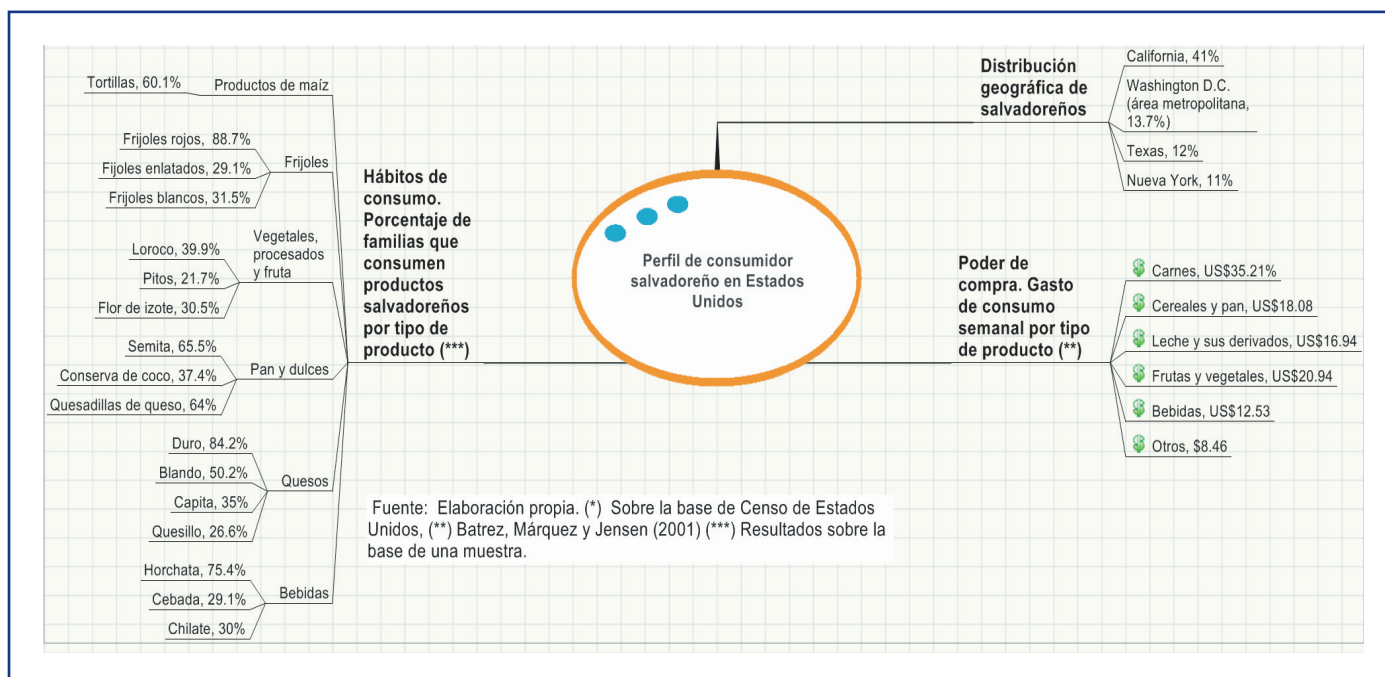 Perfil de consumidor
salvadoreño en Estados
Unidos
Hábitos de
consumo.
Porcentaje de
familias que
consumen
productos
salvadoreños
por tipo de
producto (***)
Productos de maíz
Tortillas, 60.1%
Frijoles
Frijoles rojos, 88.7%
Fijoles enlatados, 29.1%
Frijoles blancos, 31.5%
Vegetales,
procesados
y fruta
Loroco, 39.9%
Pitos, 21.7%
Flor de izote, 30.5%
Pan y dulces
Semita, 65.5%
Conserva de coco, 37.4%
Quesadillas de queso, 64%
Quesos
Duro, 84.2%
Blando, 50.2%
Capita, 35%
Quesillo, 26.6%
Bebidas
Horchata, 75.4%
Cebada, 29.1%
Chilate, 30%
Distribución
geográfica de
salvadoreños
California, 41%
Washington D.C.
(área metropolitana,
13.7%)
Texas, 12%
Nueva York, 11%
Poder de
compra. Gasto
de consumo
semanal por tipo
de producto (**)
Carnes, US$35.21%
Cereales y pan, US$18.08
Leche y sus derivados, US$16.94
Frutas y vegetales, US$20.94
Bebidas, US$12.53
Otros, $8.46
Fuente: Elaboración propia. (*) Sobre la base de Censo de Estados
Unidos, (**) Batrez, Márquez y Jensen (2001) (***) Resultados sobre la
base de una muestra.